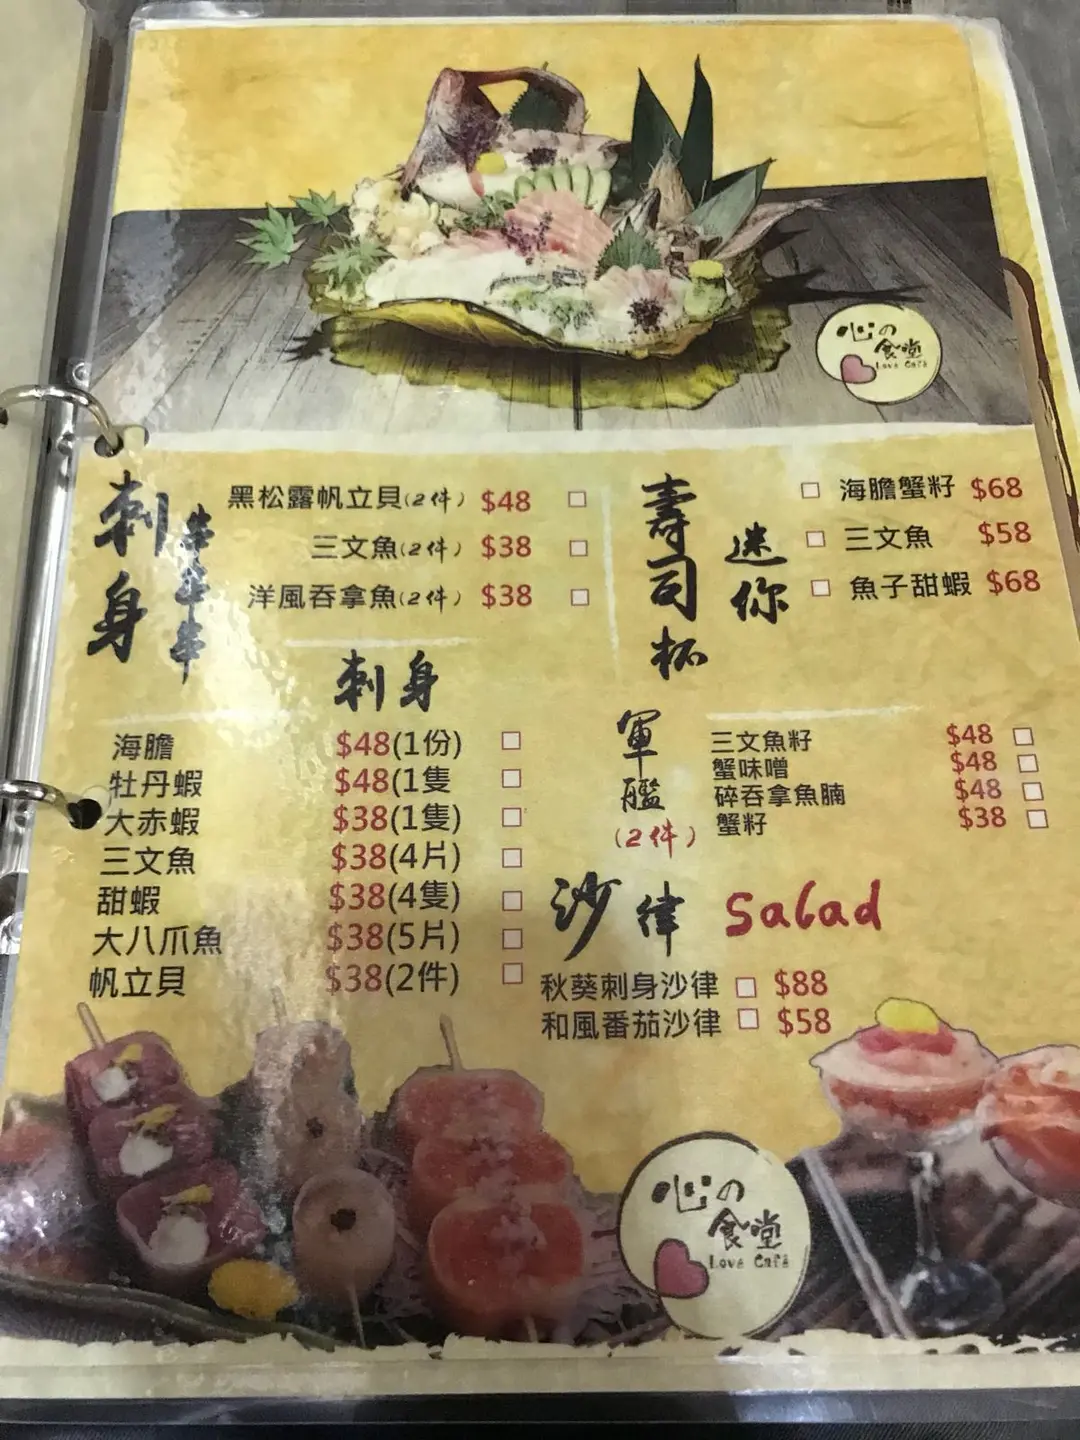 心の
食堂
Love Café
刺身
串串串
黑松露帆立貝(2件) $48
三文魚(2件) $38
洋風吞拿魚(2件) $38
迷你
壽司杯
海膽蟹籽 $68
三文魚 $58
魚子甜蝦 $68
刺身
海膽 $48(1份)
牡丹蝦 $48(1隻
大赤蝦 $38(1隻)
三文魚 $38(4片)
甜蝦 $38(4隻)
大八爪魚 $38(5片)
帆立貝 $38(2件)
軍艦
(2件)
三文魚籽 $48
蟹味噌 $48
碎吞拿魚腩 $48
蟹籽 $38
沙律 Salad
秋葵刺身沙律 $88
和風番茄沙律 $58
心の
食堂
Love Café